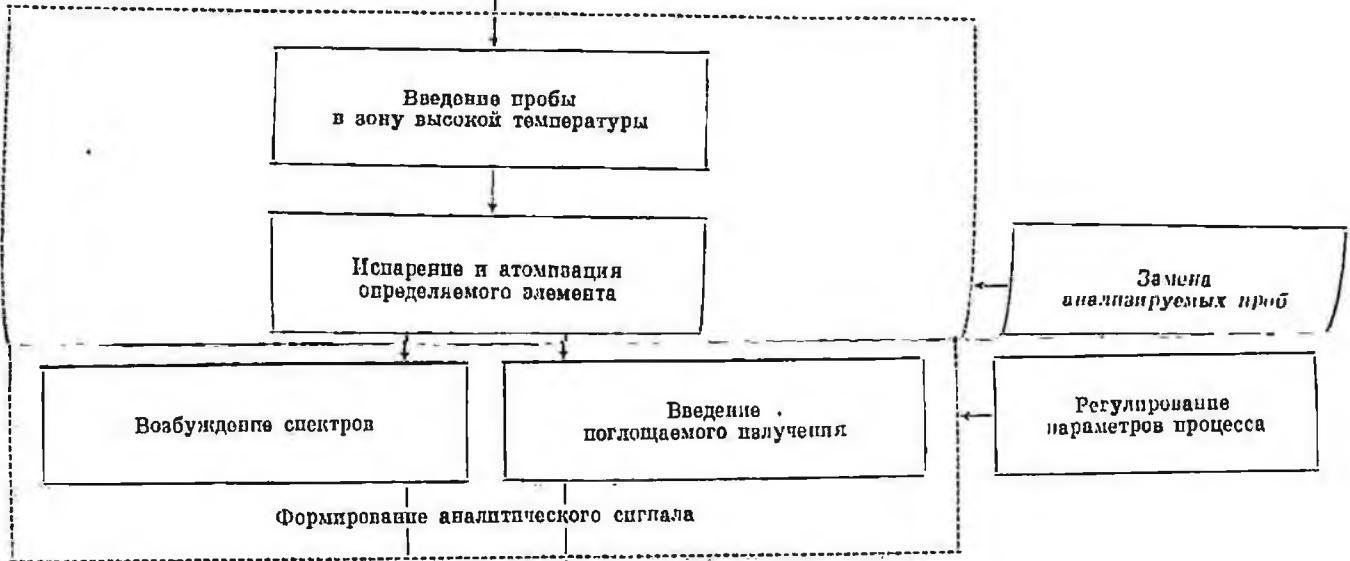 Введение пробы
в зону высокой температуры
Испарение и атомизация
определяемого элемента
Замена
анализируемых проб
Возбуждение спектров
Введение
поглощаемого излучения
Регулирование
параметров процесса
Формирование аналитического сигнала